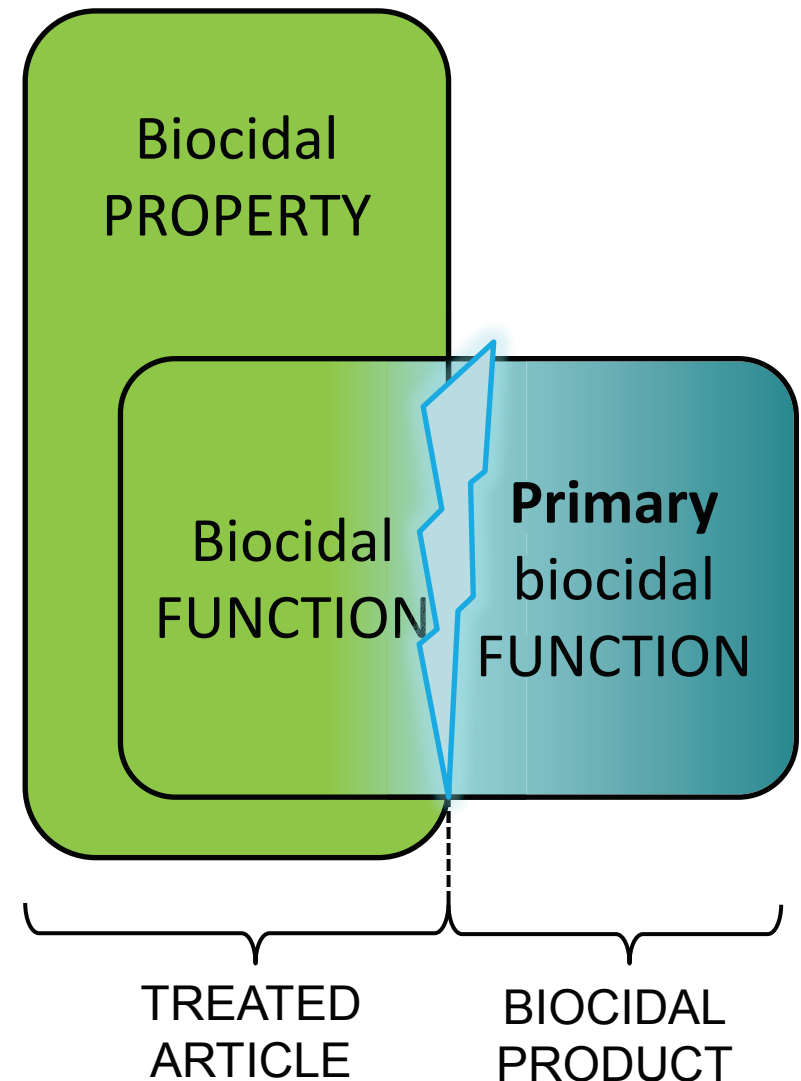 Biocidal
PROPERTY
Biocidal
FUNCTION
Primary
biocidal
FUNCTION
TREATED
ARTICLE
BIOCIDAL
PRODUCT